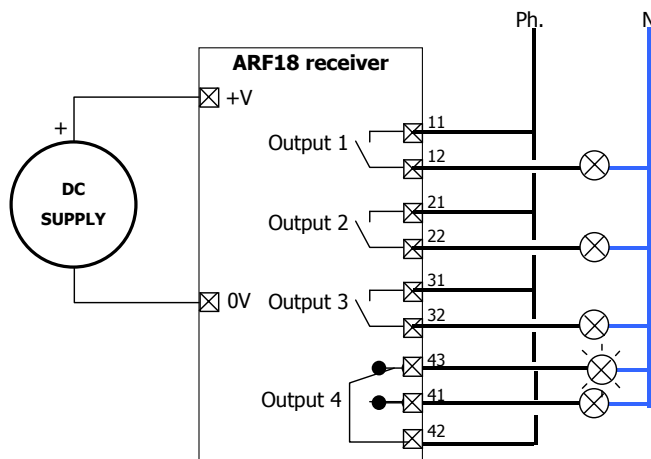 Ph.
N
ARF18 receiver
+V
+
11
Output 1
12
DC
SUPPLY
21
Output 2
22
31
0V
Output 3
32
43
Output 4
41
42